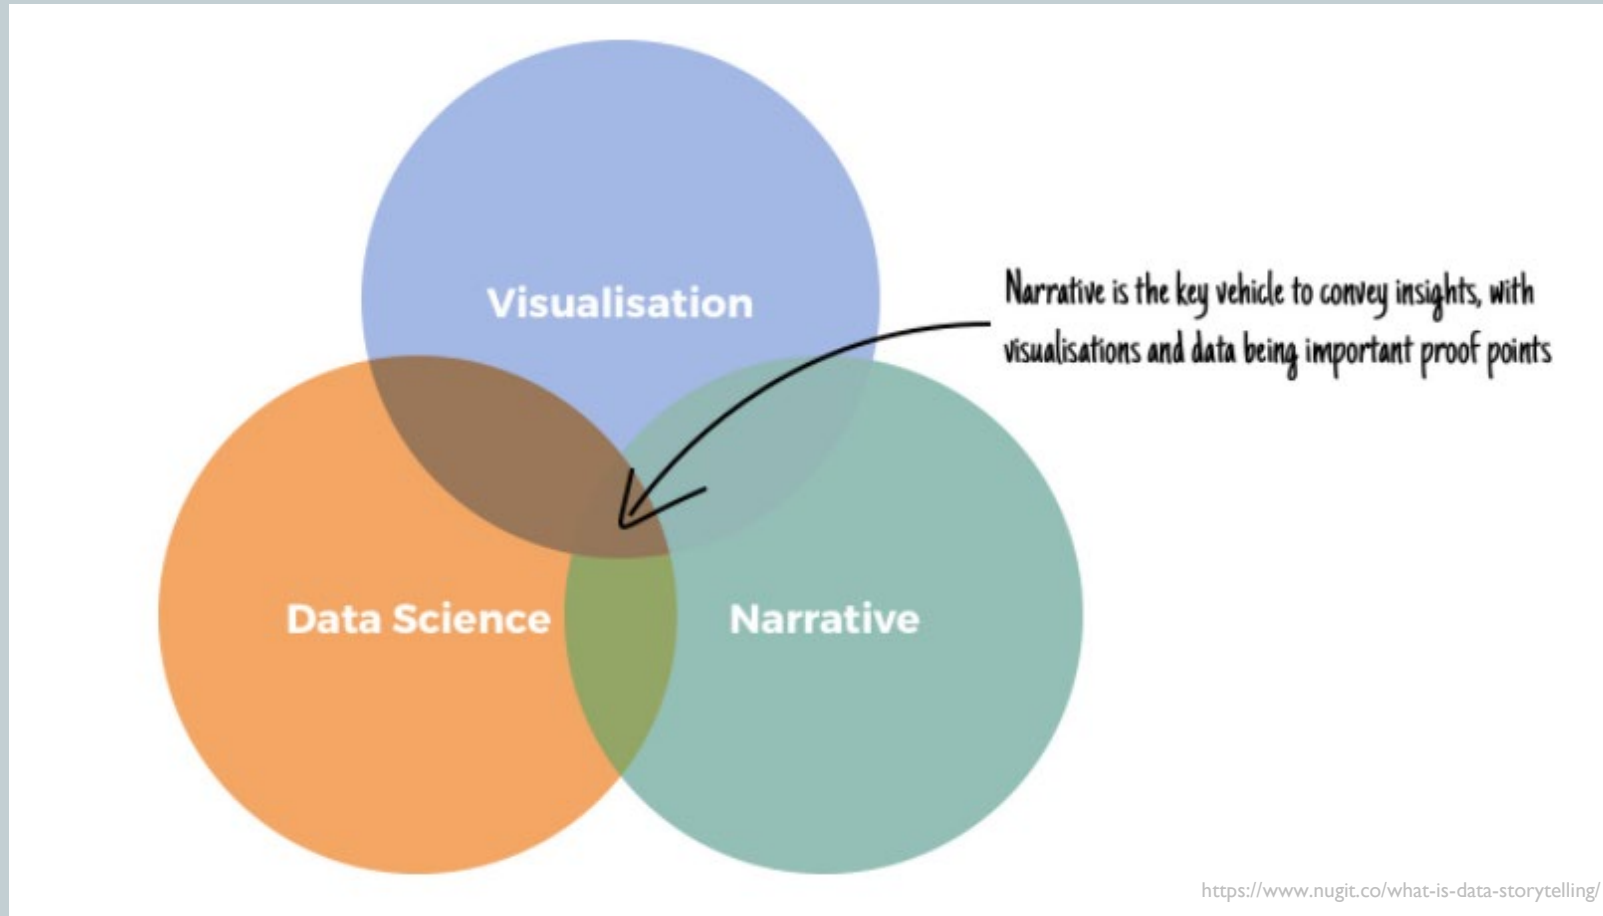 Visualisation
Narrative is the key vehicle to convey insights, with
visualisations and data being important proof points
Data Science
Narrative
https://www.nugit.co/what-is-data-storytelling/